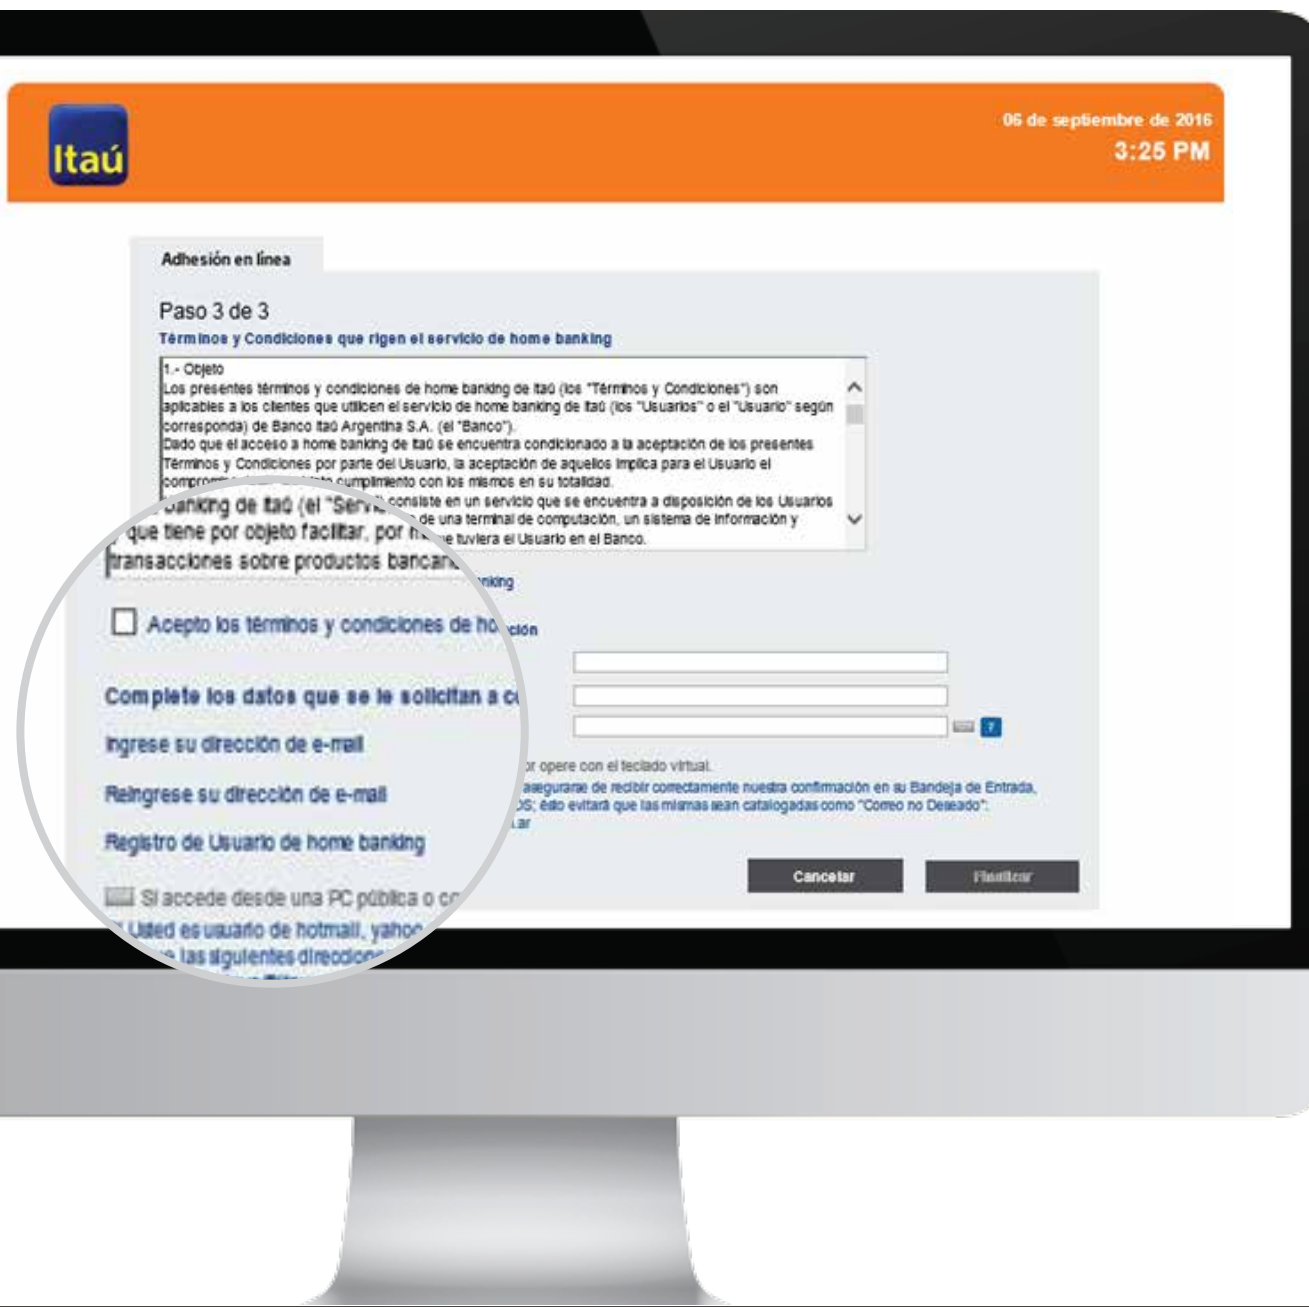 Itaú
06 de septiembre de 2016
3:25 PM
Adhesión en línea
Paso 3 de 3
Términos y Condiciones que rigen el servicio de home banking
1.- Objeto
Los presentes términos y condiciones de home banking de Itaú (los "Términos y Condiciones") son
aplicables a los clientes que utilicen el servicio de home banking de Itaú (los "Usuarios" o el "Usuario" según
corresponda) de Banco Itaú Argentina S.A. (el "Banco").
Dado que el acceso a home banking de Itaú se encuentra condicionado a la aceptación de los presentes
Términos y Condiciones por parte del Usuario, la aceptación de aquellos implica para el Usuario el
cumplimiento con los mismos en su totalidad.
banking de Itaú (el "Serv
consiste en un servicio que se encuentra a disposición de los Usuarios
de una terminal de computación, un sistema de información y
que tiene por objeto facilitar, por
tuviera el Usuario en el Banco.
transacciones sobre productos
Acepto los términos y condiciones de
Complete los datos que se le solicitan a
Ingrese su dirección de e-mail
Reingrese su dirección de e-mail
Registro de Usuario de home banking
?
Si accede desde una PC pública o
opere con el teclado virtual.
Usted es usuario de hotmail, yahoo
asegurarse de recibir correctamente nuestra confirmación en su Bandeja de Entrada,
las siguientes
ésto evitará que las mismas sean catalogadas como "Correo no Deseado":
.ar
Cancelar
Finalizar